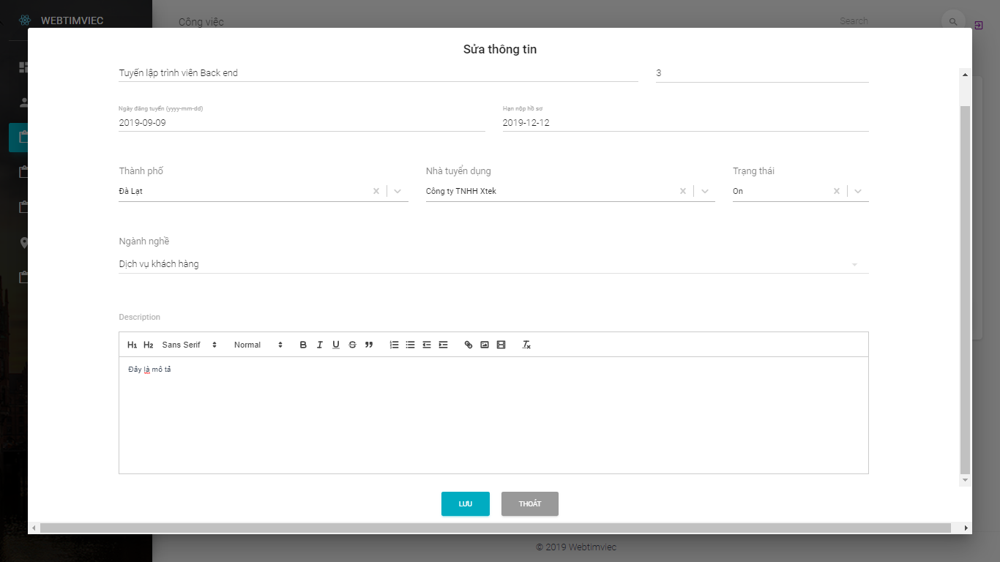 WEBTIMVIEC
Công việc
Search
Sửa thông tin
Tuyển lập trình viên Back end
3
Ngày đăng tuyển (yyyy-mm-dd)
Hạn nộp hồ sơ
2019-09-09
2019-12-12
Thành phố
Nhà tuyển dụng
Trạng thái
Đà Lạt
Công ty TNHH Xtek
On
Ngành nghề
Dịch vụ khách hàng
Description
H1 H2 Sans Serif Normal B I U S
Đây là mô tả
LƯU
THOÁT
© 2019 Webtimviec